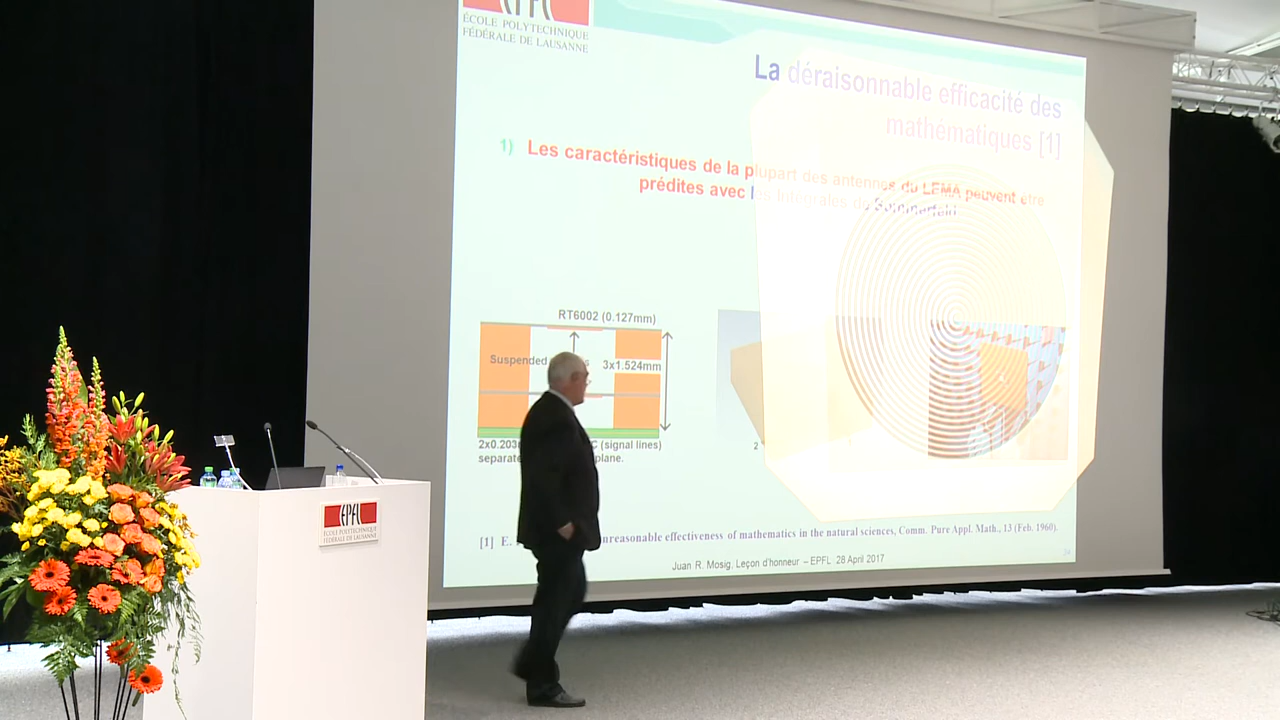 EPFL
ÉCOLE POLYTECHNIQUE
FÉDÉRALE DE LAUSANNE
La déraisonnable efficacité des
mathématiques [1]
1) Les caractéristiques de la plupart des antennes du LEMA peuvent être
prédites avec les Intégrales de Sommerfeld
RT6002 (0.127mm)
Suspended
3x1.524mm
(signal lines)
plane.
2
[1] E. unreasonable effectiveness of mathematics in the natural sciences, Comm. Pure Appl. Math., 13 (Feb. 1960).
Juan R. Mosig, Leçon d'honneur – EPFL 28 April 2017
EPFL
ÉCOLE POLYTECHNIQUE
FÉDÉRALE DE LAUSANNE